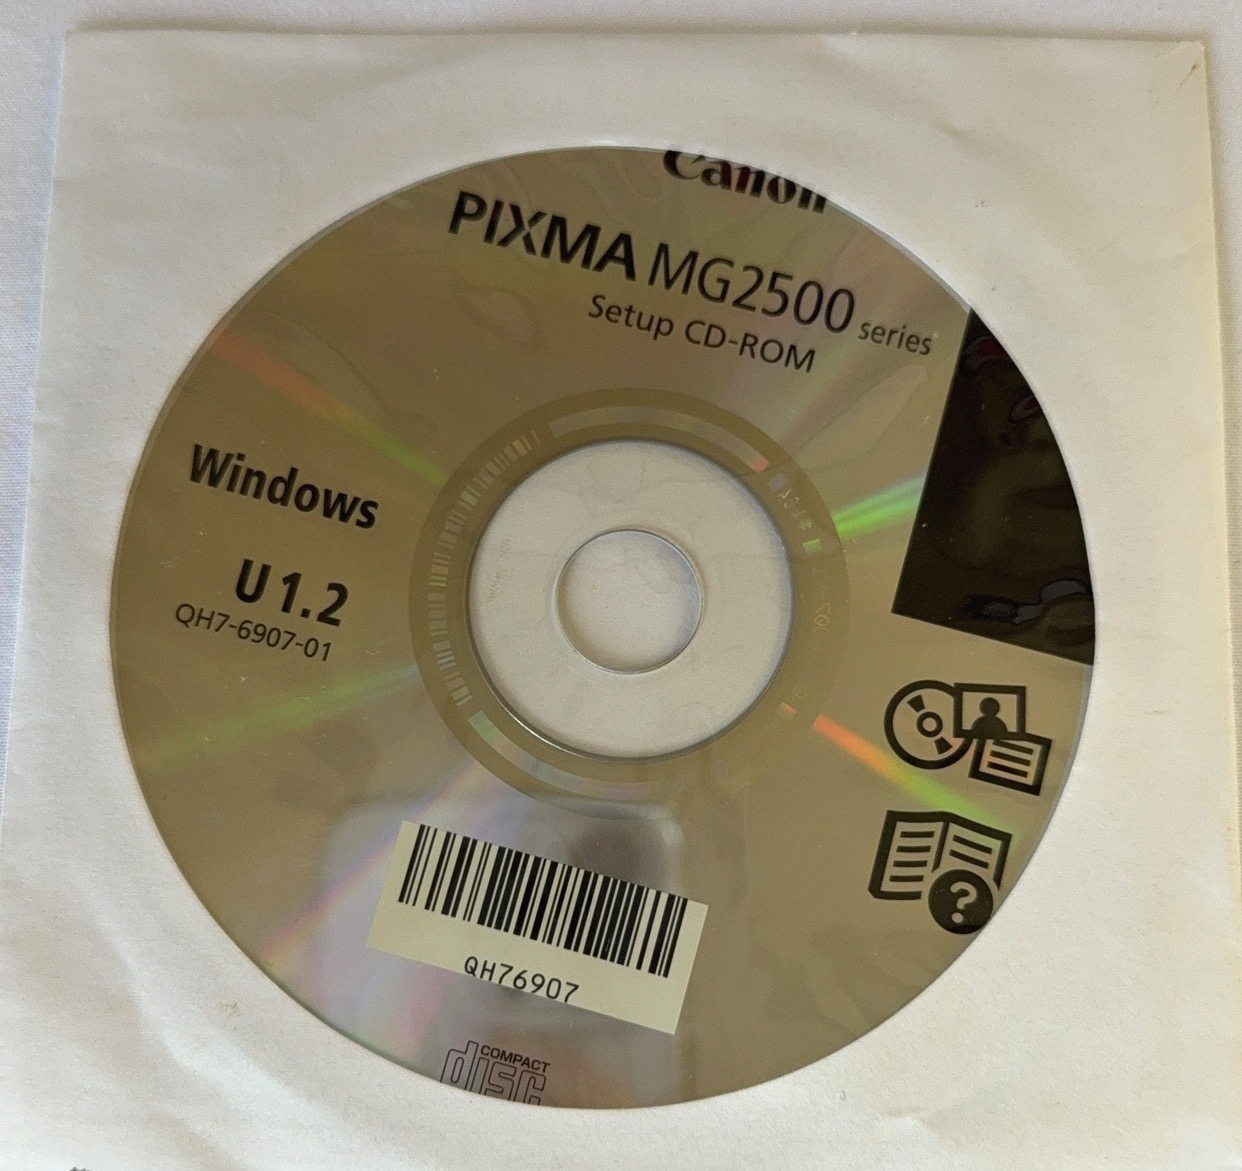 Canon
PIXMA MG2500 series
Setup CD-ROM
Windows
U 1.2
QH7-6907-01
?
QH76907
COMPACT
disc